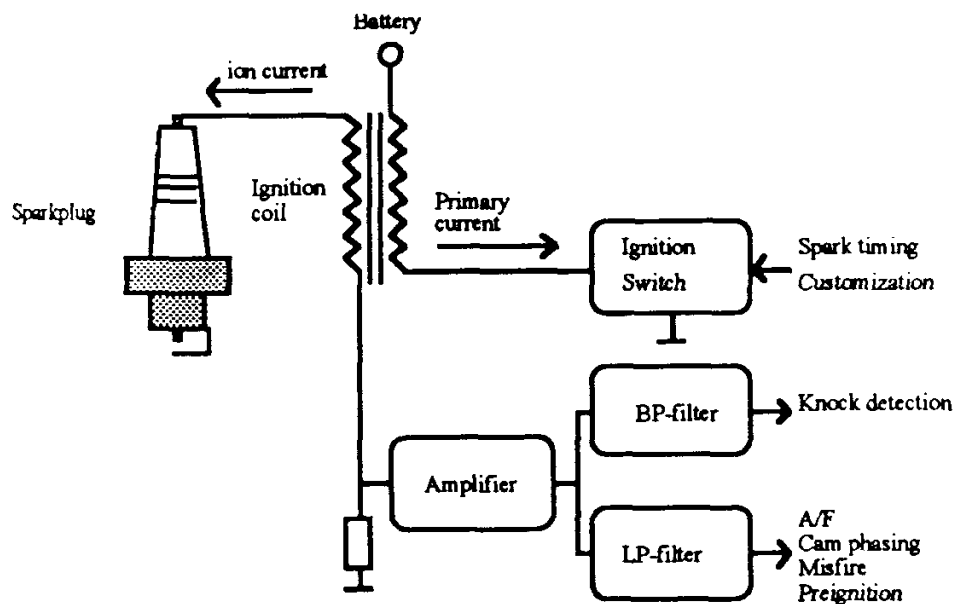 Battery
ion current
Sparkplug
Ignition
coil
Primary
current
Ignition
Switch
Spark timing
Customization
BP-filter
Knock detection
Amplifier
LP-filter
A/F
Cam phasing
Misfire
Preignition